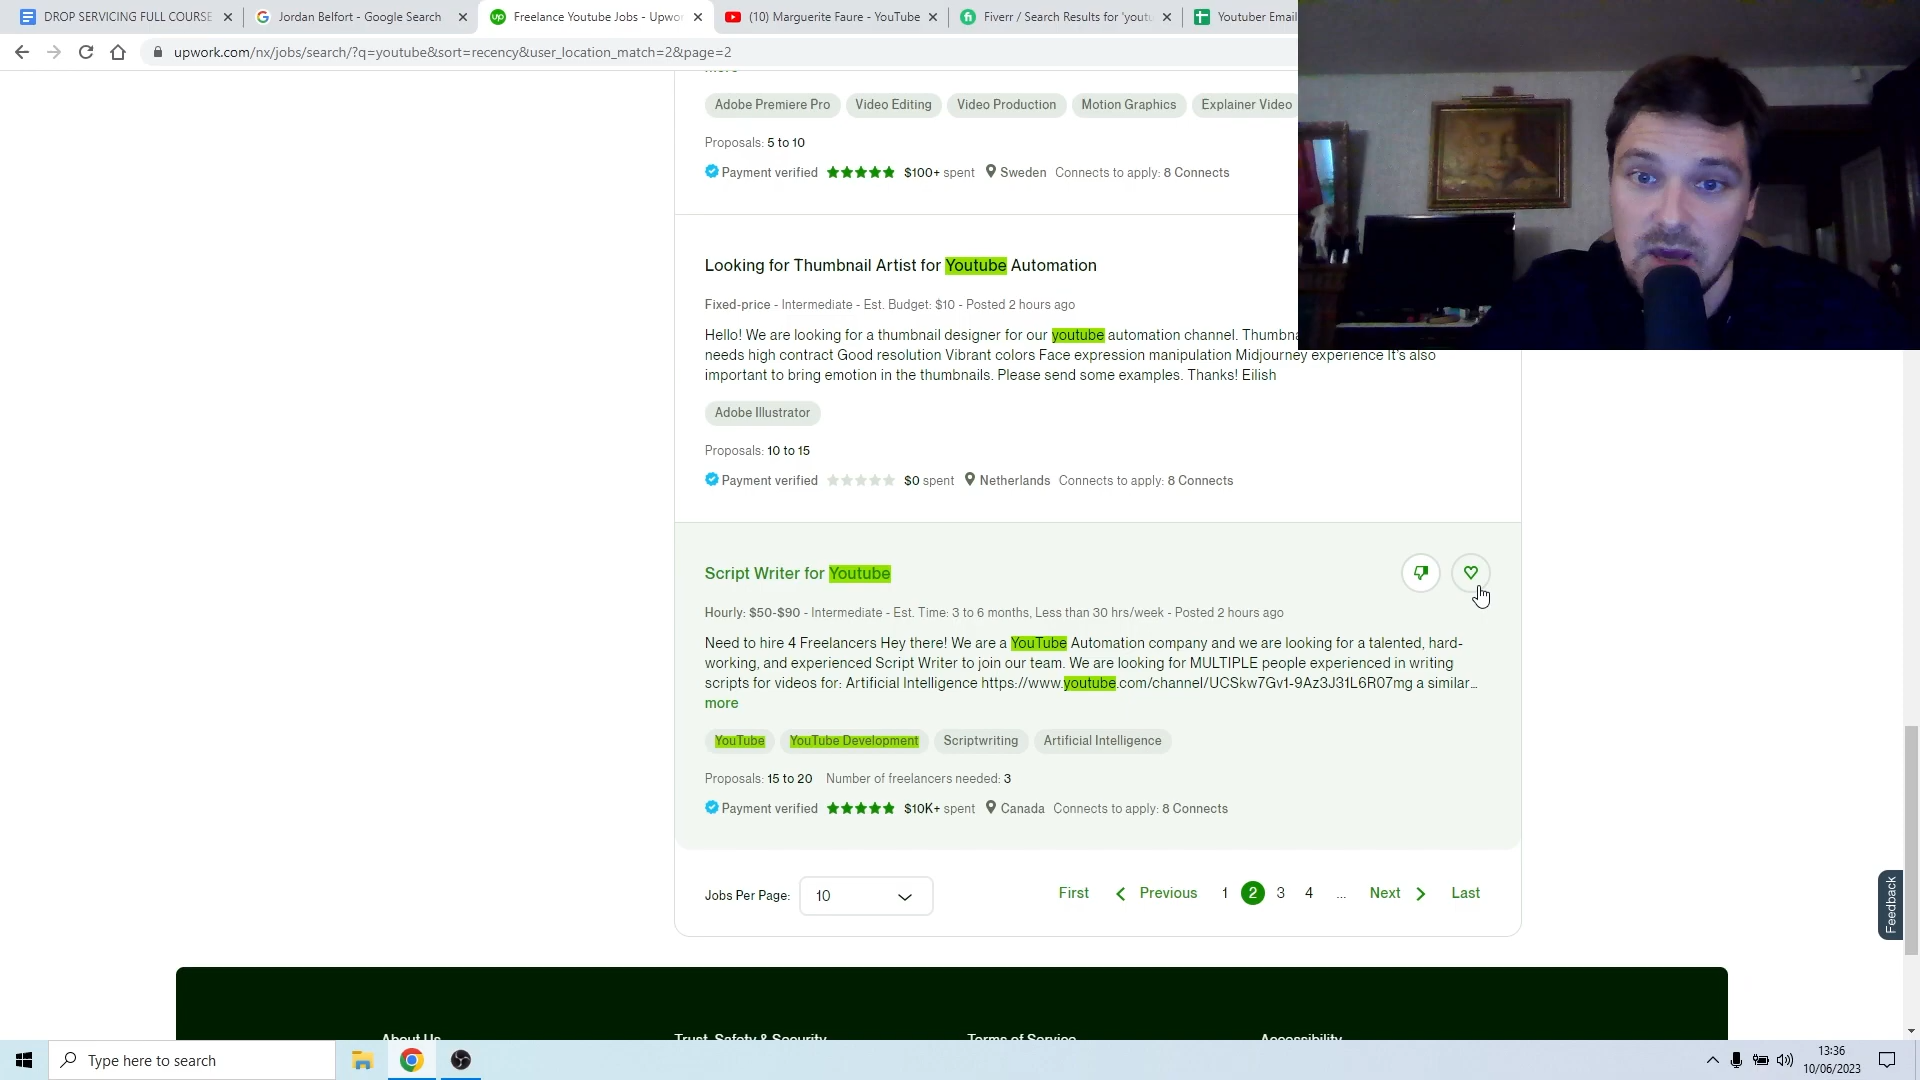 DROP SERVICING FULL COURSE
Jordan Belfort - Google Search
Freelance Youtube Jobs - Upwor
(10) Marguerite Faure - YouTube
Fiverr / Search Results for 'youtu
Youtuber Email
upwork.com/nx/jobs/search/?q=youtube&sort=recency&user_location_match=2&page=2
more
Adobe Premiere Pro Video Editing Video Production Motion Graphics Explainer Video
Proposals: 5 to 10
Payment verified $100+ spent Sweden Connects to apply: 8 Connects
Looking for Thumbnail Artist for Youtube Automation
Fixed-price - Intermediate - Est. Budget: $10 - Posted 2 hours ago
Hello! We are looking for a thumbnail designer for our youtube automation channel. Thumbna
needs high contract Good resolution Vibrant colors Face expression manipulation Midjourney experience It's also
important to bring emotion in the thumbnails. Please send some examples. Thanks! Eilish
Adobe Illustrator
Proposals: 10 to 15
Payment verified $0 spent Netherlands Connects to apply: 8 Connects
Script Writer for Youtube
Hourly: $50-$90 - Intermediate - Est. Time: 3 to 6 months, Less than 30 hrs/week - Posted 2 hours ago
Need to hire 4 Freelancers Hey there! We are a YouTube Automation company and we are looking for a talented, hard-
working, and experienced Script Writer to join our team. We are looking for MULTIPLE people experienced in writing
scripts for videos for: Artificial Intelligence https://www.youtube.com/channel/UCSkw7Gv1-9Az3J31L6R07mg a similar…
more
YouTube YouTube Development Scriptwriting Artificial Intelligence
Proposals: 15 to 20 Number of freelancers needed: 3
Payment verified $10K+ spent Canada Connects to apply: 8 Connects
Jobs Per Page: 10 First Previous 1 2 3 4 ... Next Last
Feedback
About Us Trust, Safety & Security Terms of Service Accessibility
Type here to search
13:36
10/06/2023